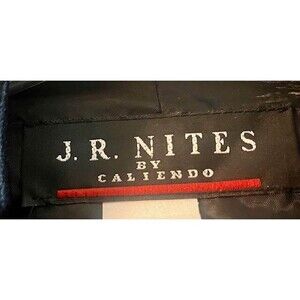 J. R. NITES
BY
CALIENDO